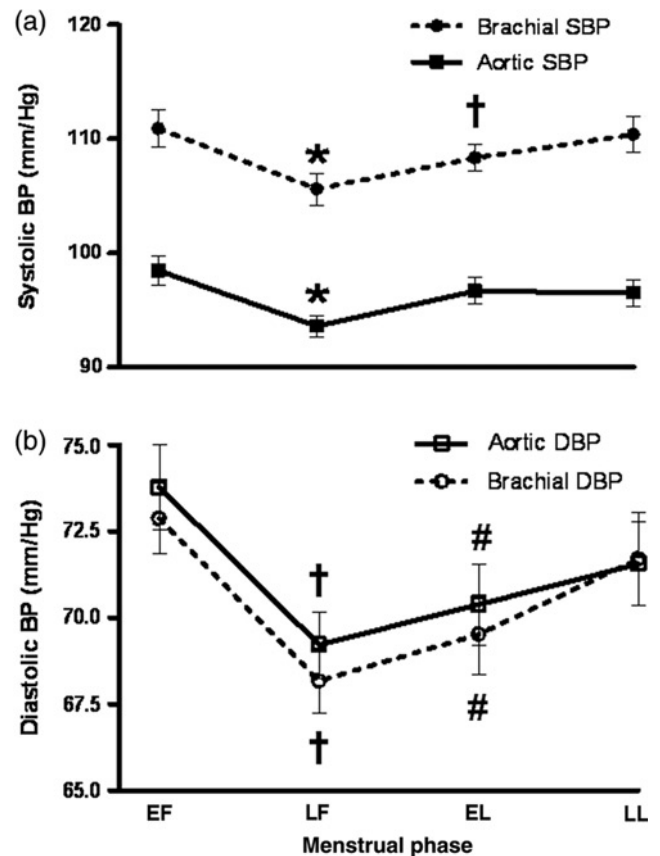 (a)
120
110
100
90
Systolic BP (mm/Hg)
Brachial SBP
Aortic SBP
*
†
*
(b)
75.0
72.5
70.0
67.5
65.0
Diastolic BP (mm/Hg)
Aortic DBP
Brachial DBP
†
#
#
†
EF LF EL LL
Menstrual phase